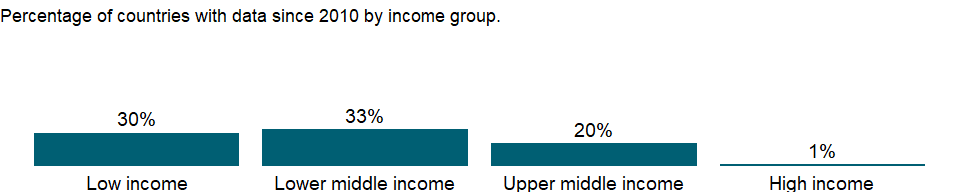 Percentage of countries with data since 2010 by income group.
33%
30%
20%
1%
Low income
Lower middle income
Upper middle income
High income